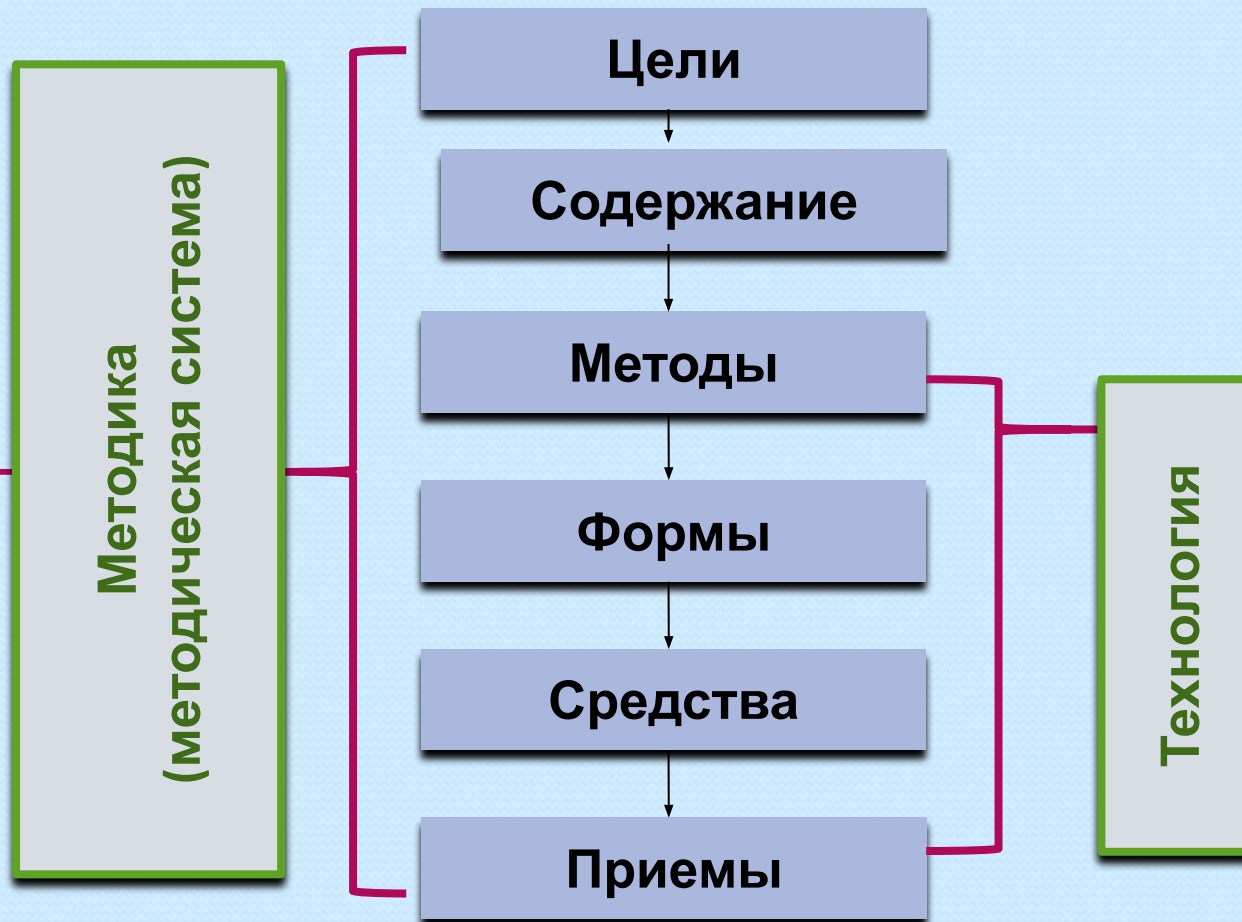 Методика
(методическая система)
Цели
Содержание
Методы
Формы
Средства
Приемы
Технология